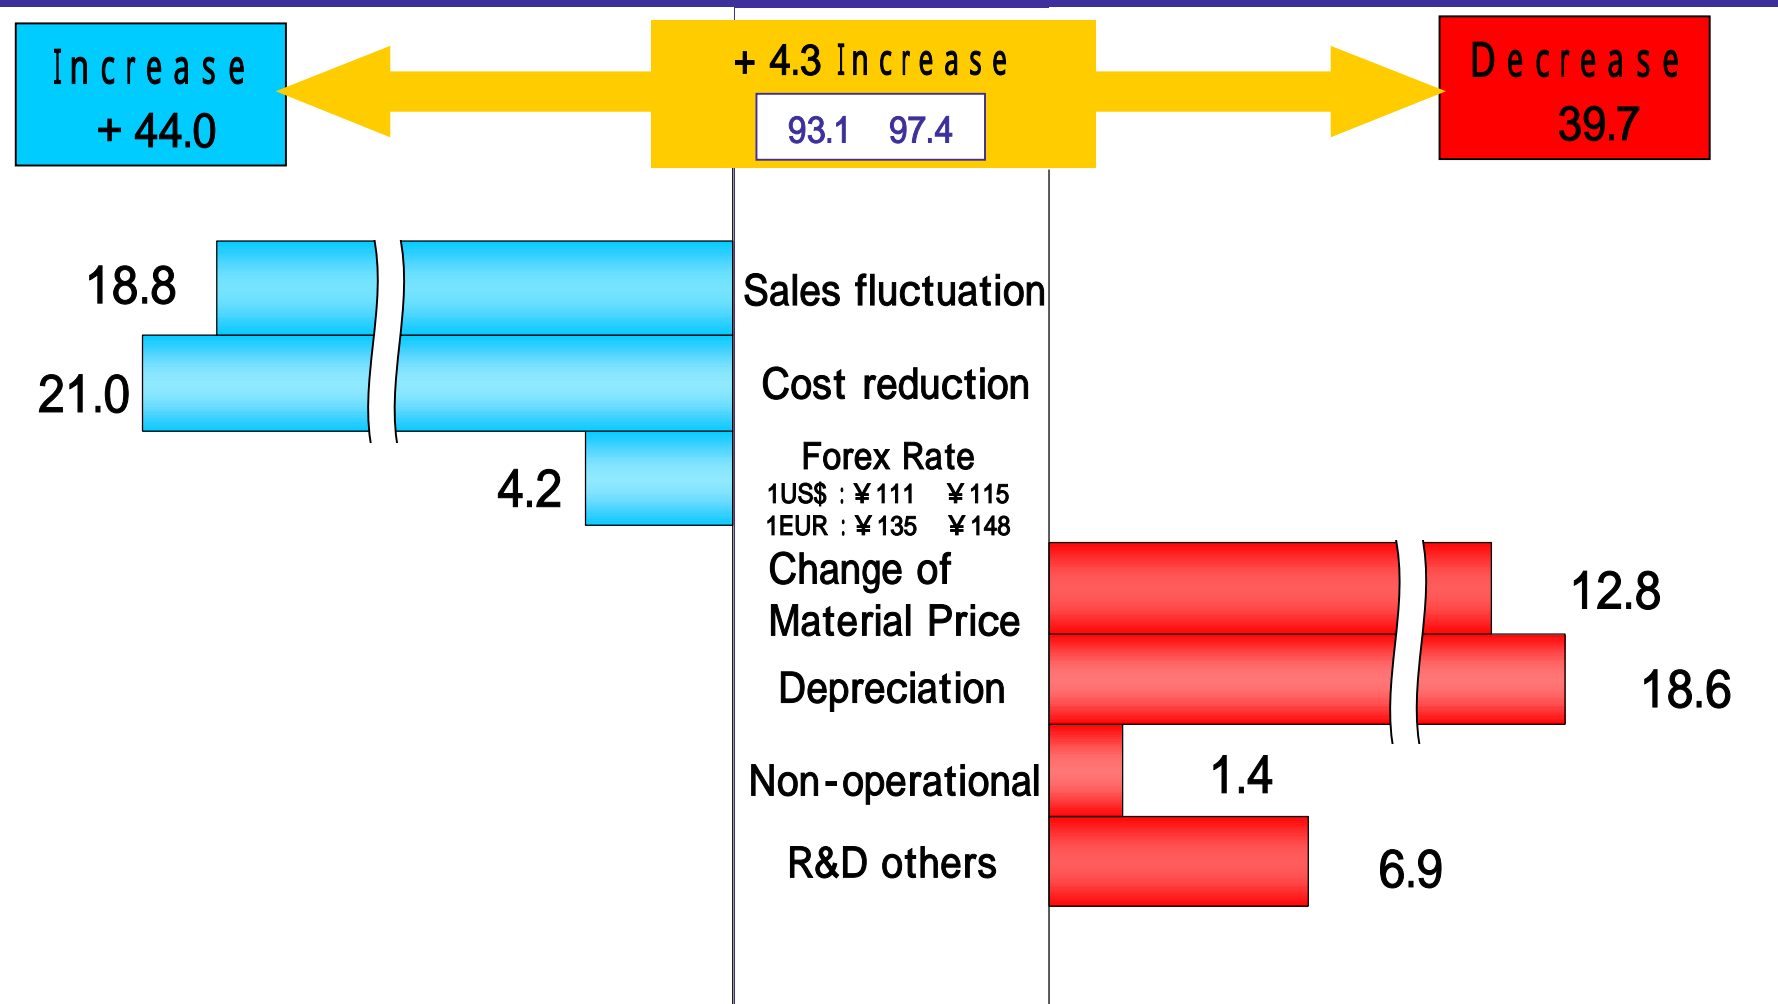 Increase
+ 44.0
+ 4.3 Increase
93.1 97.4
Decrease
39.7
18.8
Sales fluctuation
21.0
Cost reduction
4.2
Forex Rate
1US$ : ¥111 ¥115
1EUR : ¥135 ¥148
Change of
Material Price
12.8
Depreciation
18.6
Non-operational
1.4
R&D others
6.9